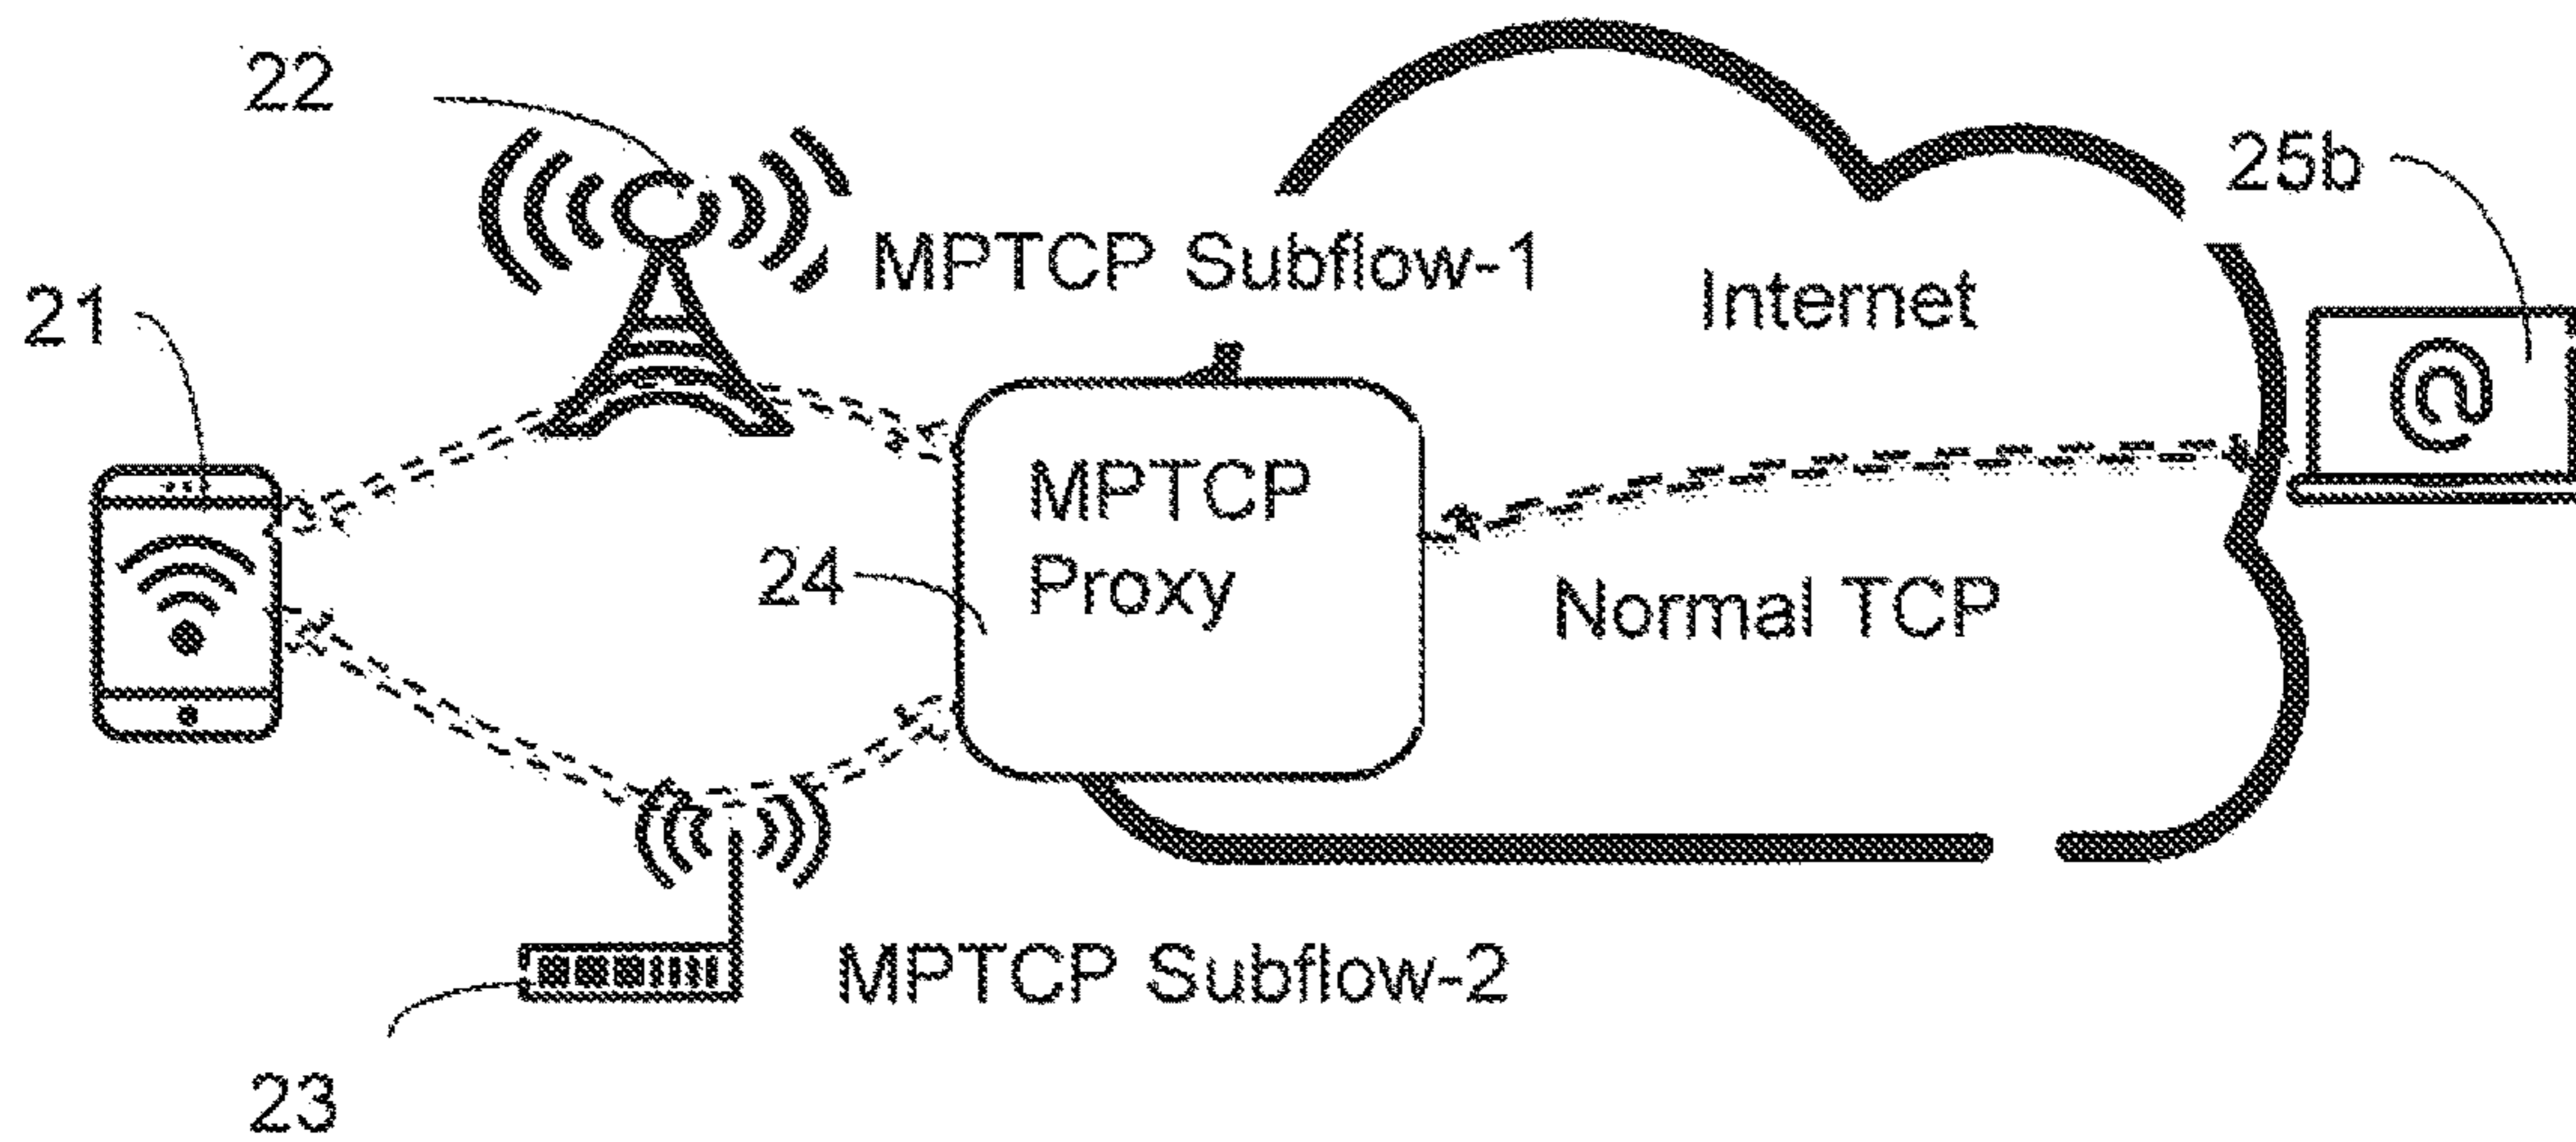 22
25b
MPTCP Subflow-1
Internet
21
@
MPTCP
Proxy
24
Normal TCP
MPTCP Subflow-2
23